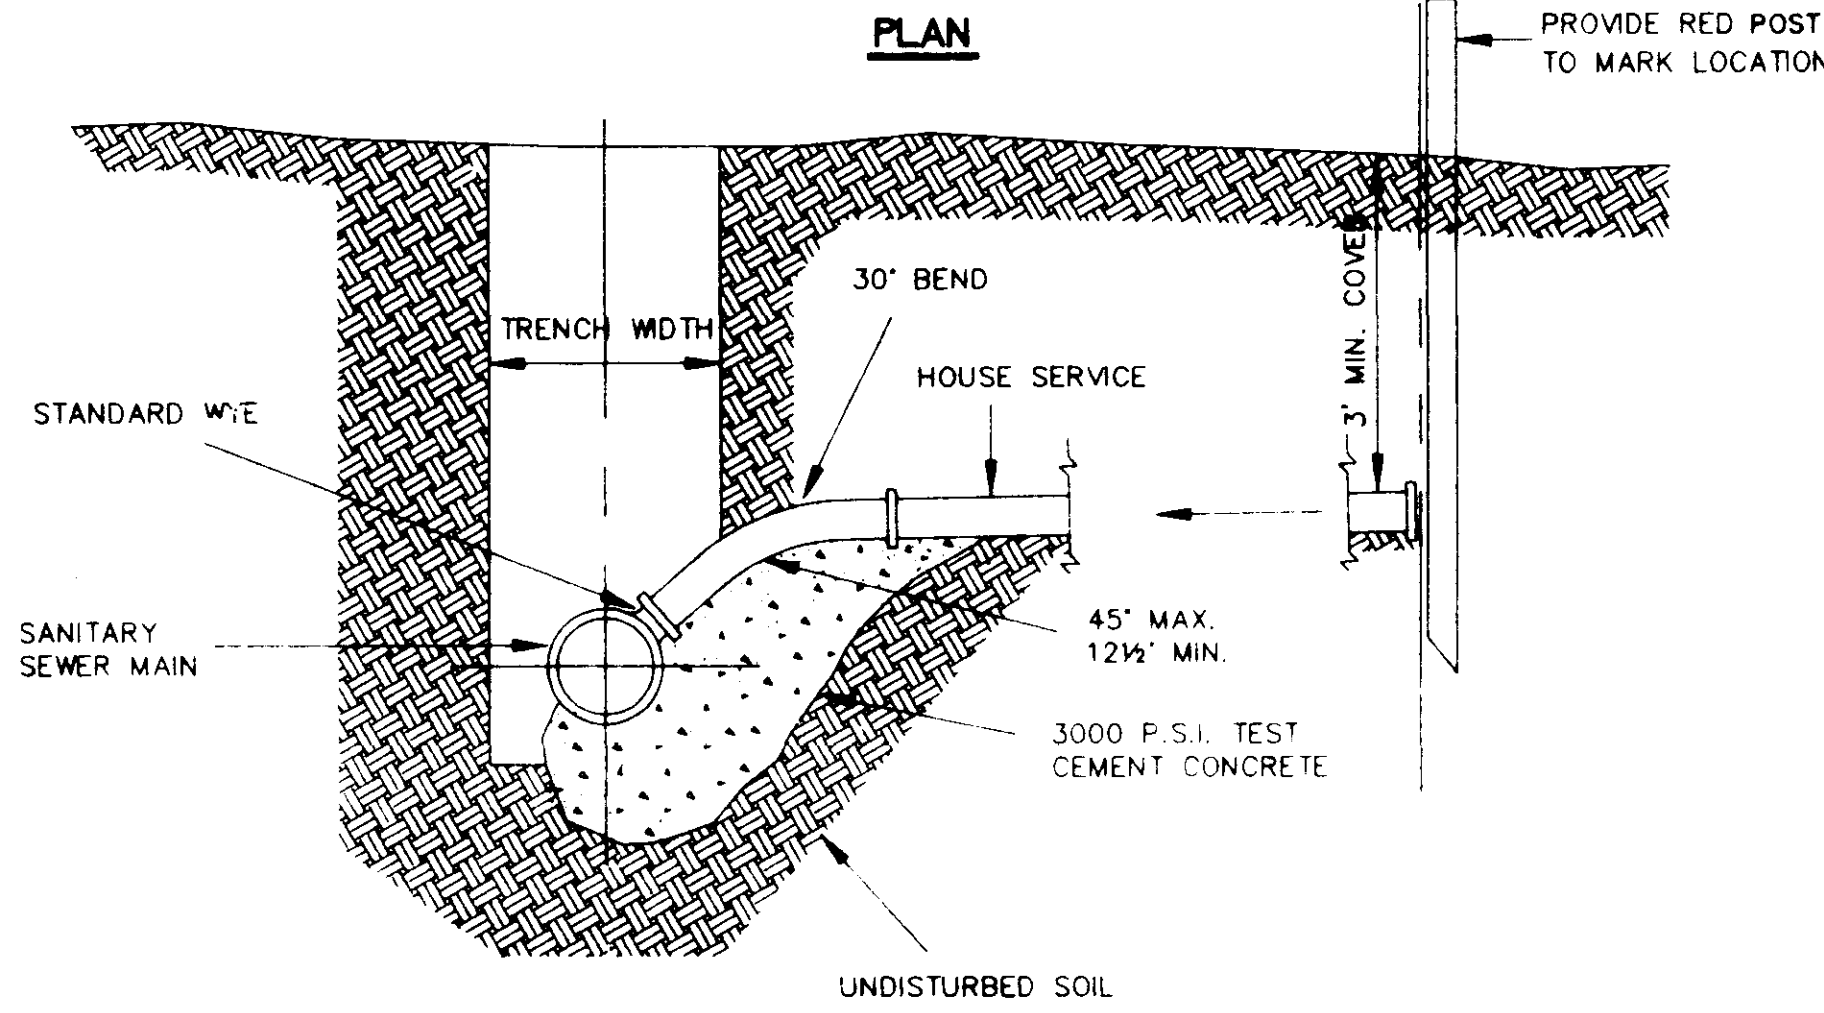 PLAN
PROVIDE RED POST
TO MARK LOCATION
30° BEND
TRENCH WIDTH
HOUSE SERVICE
3' MIN. COVER
STANDARD WYE
SANITARY
SEWER MAIN
45° MAX.
12½° MIN.
3000 P.S.I. TEST
CEMENT CONCRETE
UNDISTURBED SOIL